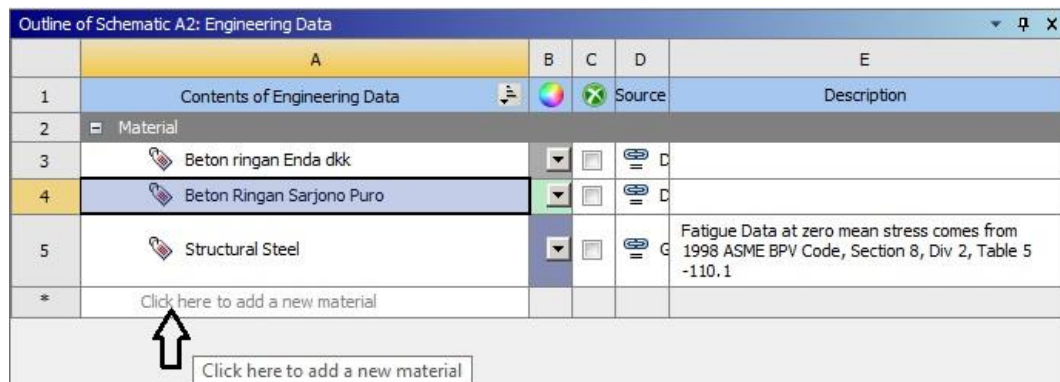 Outline of Schematic A2: Engineering Data
A B C D E
1 Contents of Engineering Data Source Description
2 Material
3 Beton ringan Enda dkk D
4 Beton Ringan Sarjono Puro D
5 Structural Steel G Fatigue Data at zero mean stress comes from
1998 ASME BPV Code, Section 8, Div 2, Table 5
-110.1
* Click here to add a new material
Click here to add a new material